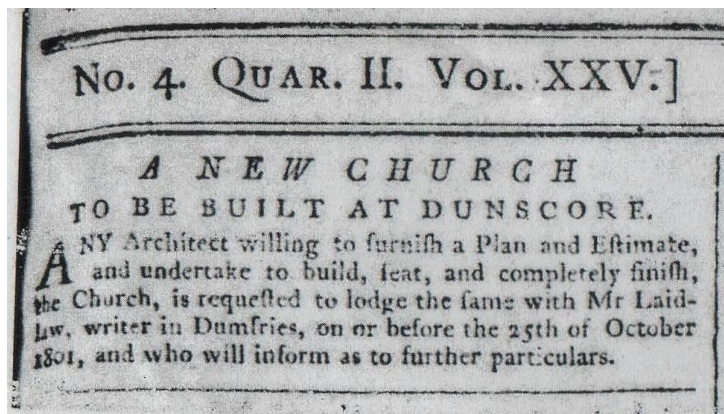 No. 4. QUAR. II. VOL. XXV.]
A NEW CHURCH
TO BE BUILT AT DUNSCORE.
ANY Architect willing to furniſh a Plan and Eſtimate,
and undertake to build, ſeat, and completely finiſh,
the Church, is requeſted to lodge the ſame with Mr Laid-
law, writer in Dumfries, on or before the 25th of October
1801, and who will inform as to further particulars.